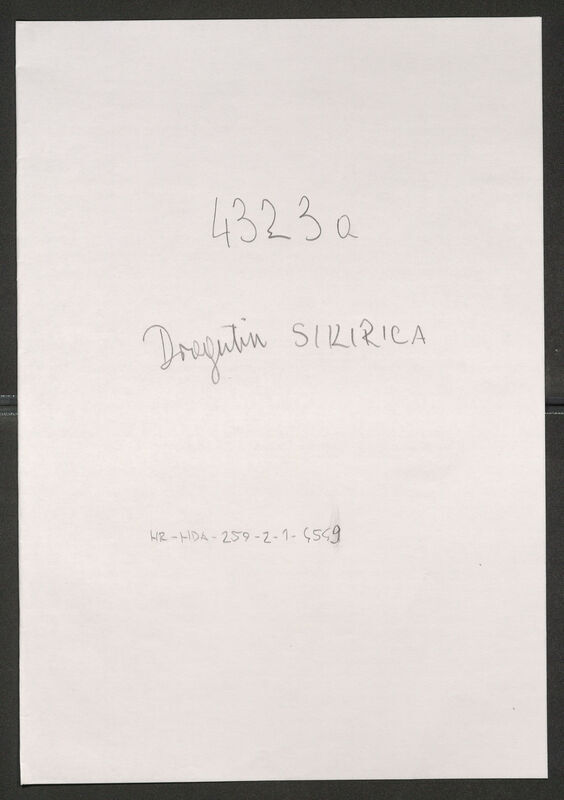 4323a
Dragutin SIKIRICA
HR-HDA-259-2-1-4549